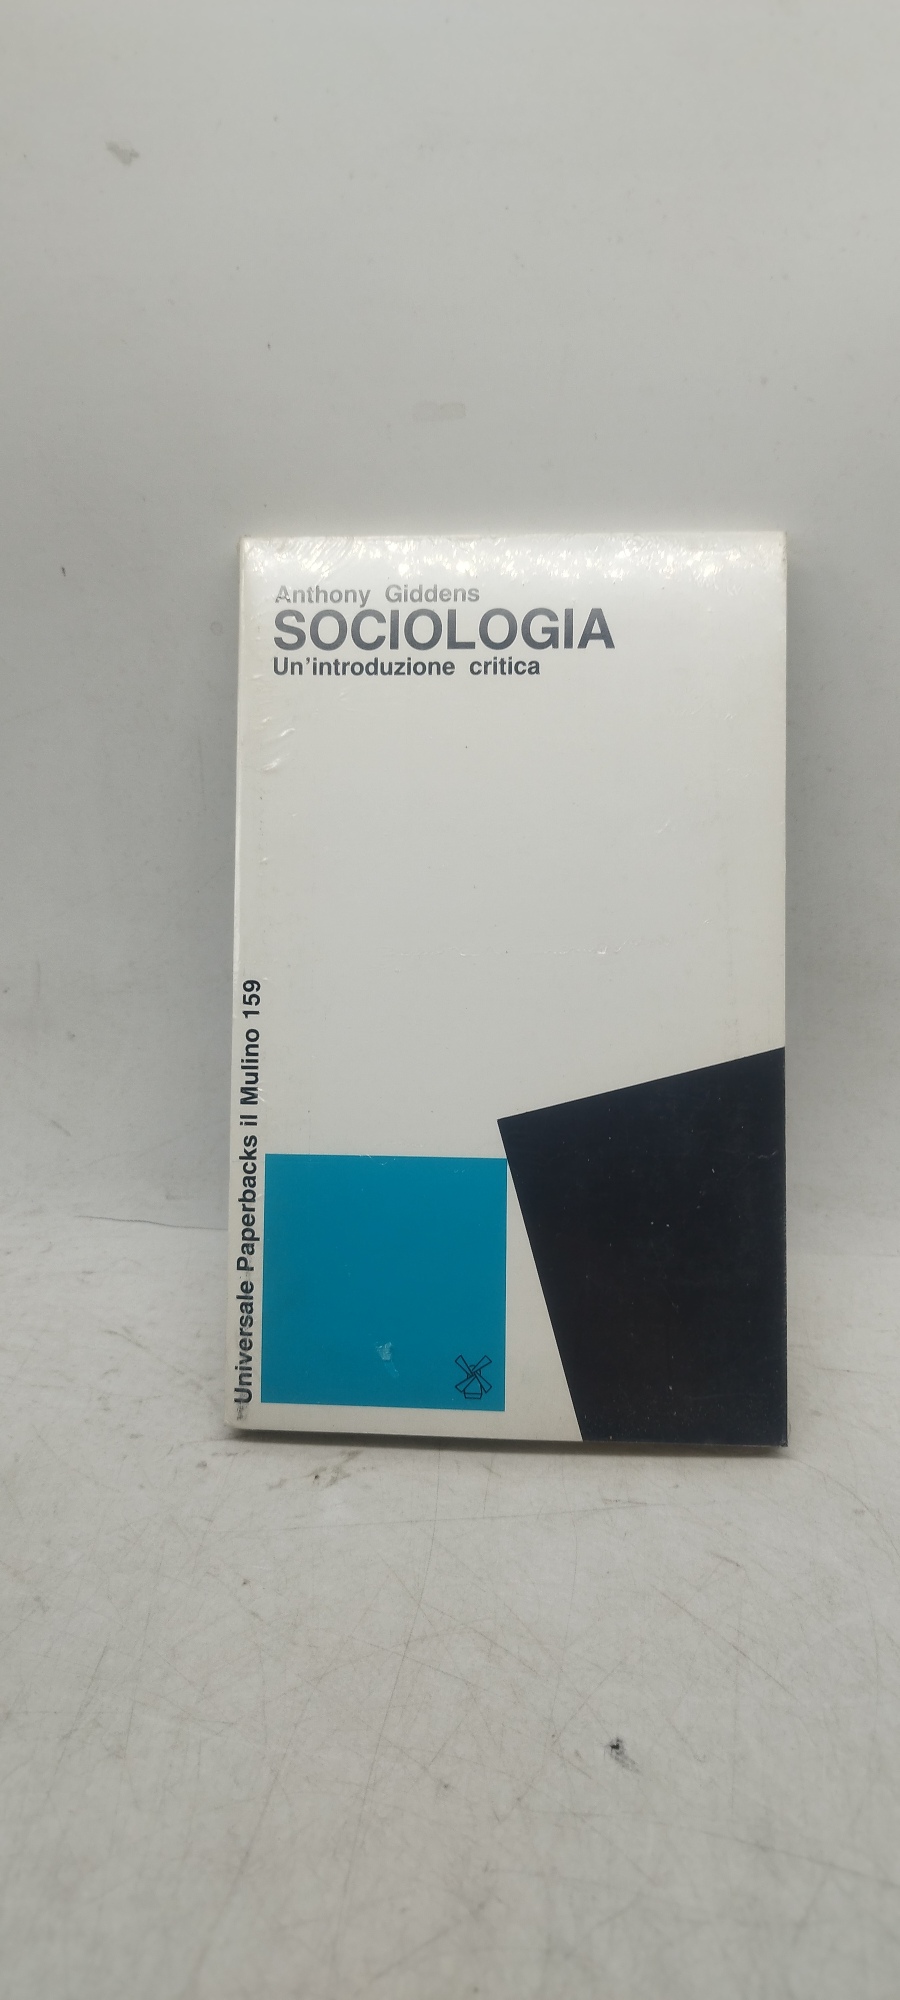 Anthony Giddens
SOCIOLOGIA
Un'introduzione critica
Universale Paperbacks il Mulino 159